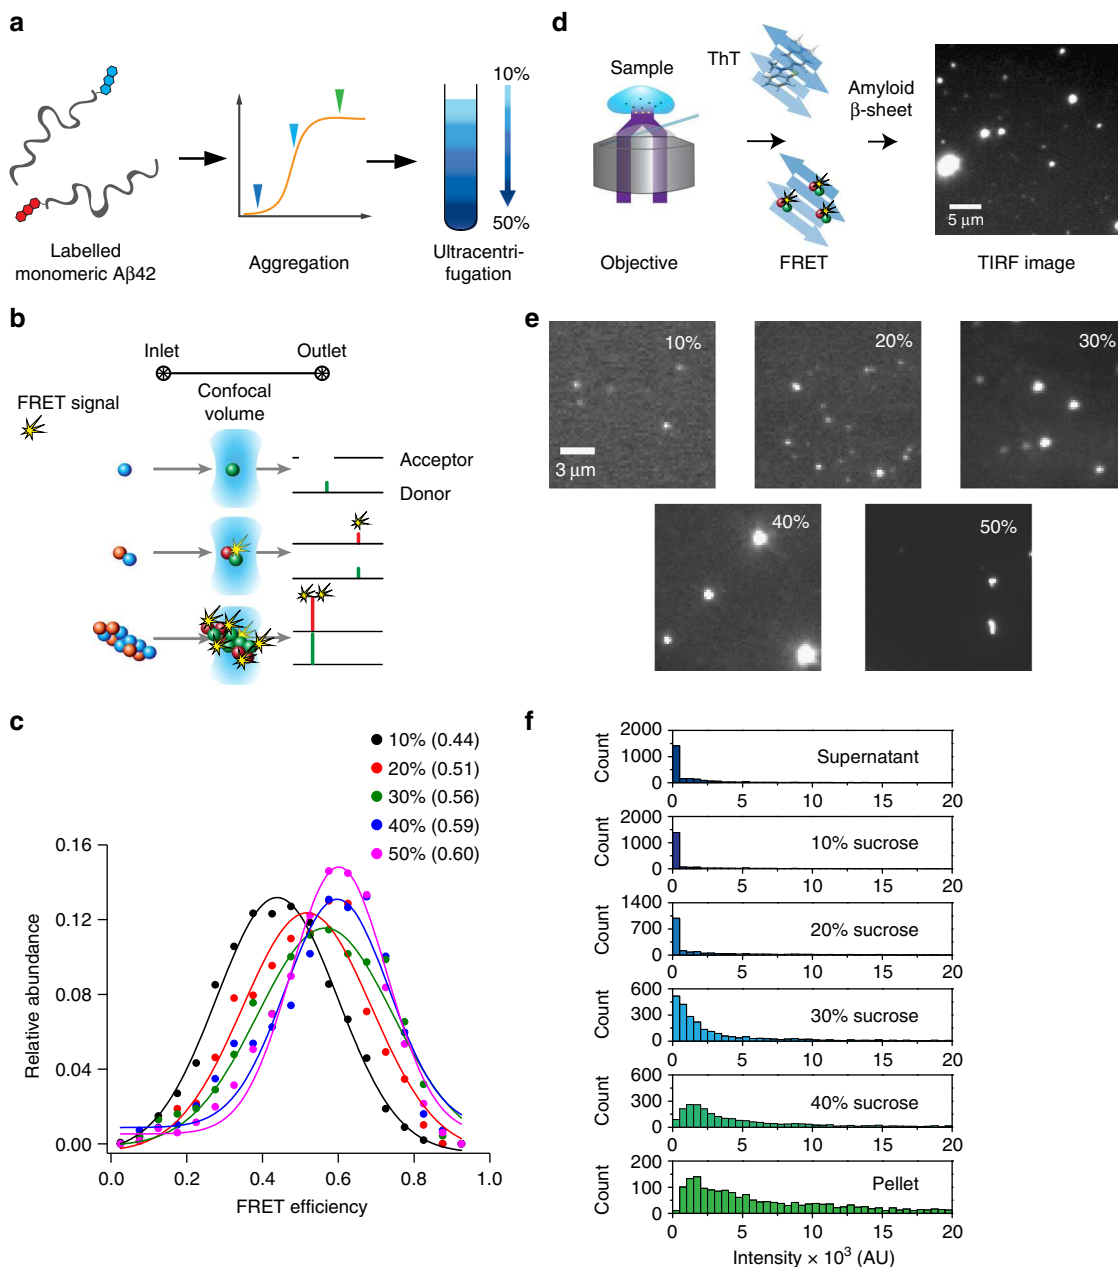 a
Labelled
monomeric Aβ42
Aggregation
10%
50%
Ultracentri-
fugation
b
Inlet
Outlet
Confocal
volume
FRET signal
Acceptor
Donor
c
10% (0.44)
20% (0.51)
30% (0.56)
40% (0.59)
50% (0.60)
Relative abundance
0.16
0.12
0.08
0.04
0.00
0.0
0.2
0.4
0.6
0.8
1.0
FRET efficiency
d
Sample
Objective
ThT
FRET
Amyloid
β-sheet
5 μm
TIRF image
e
10%
3 μm
20%
30%
40%
50%
f
Count
2000
1000
0
Supernatant
0 5 10 15 20
Count
2000
1000
0
10% sucrose
0 5 10 15 20
Count
1400
700
0
20% sucrose
0 5 10 15 20
Count
600
300
0
30% sucrose
0 5 10 15 20
Count
600
300
0
40% sucrose
0 5 10 15 20
Count
200
100
0
Pellet
0 5 10 15 20
Intensity × 10³ (AU)